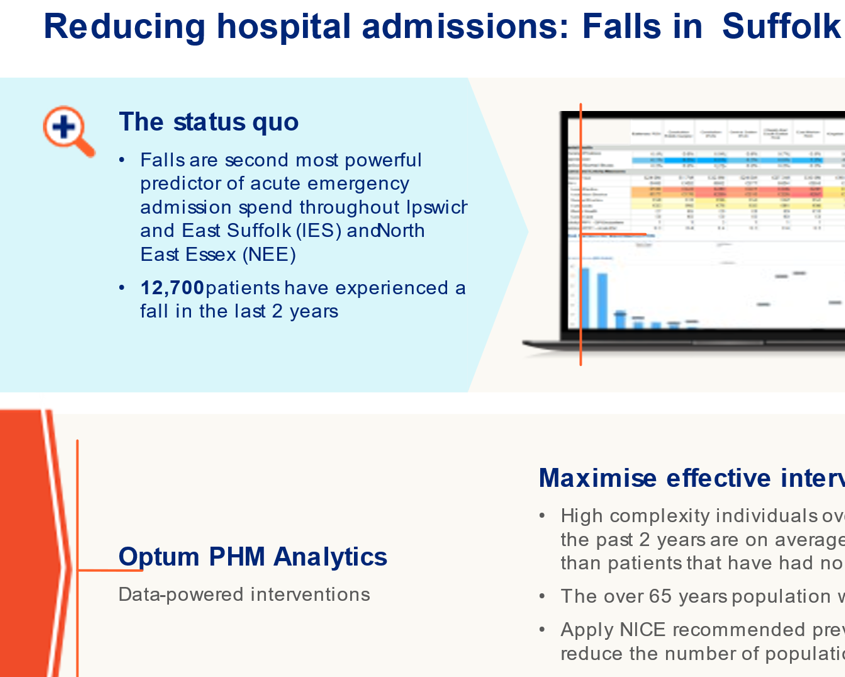 Reducing hospital admissions: Falls in Suffolk
The status quo
• Falls are second most powerful
predictor of acute emergency
admission spend throughout Ipswich
and East Suffolk (IES) andNorth
East Essex (NEE)
• 12,700patients have experienced a
fall in the last 2 years
Optum PHM Analytics
Data-powered interventions
Maximise effective interv
• High complexity individuals ov
the past 2 years are on average
than patients that have had no
• The over 65 years population w
• Apply NICE recommended prev
reduce the number of populatio